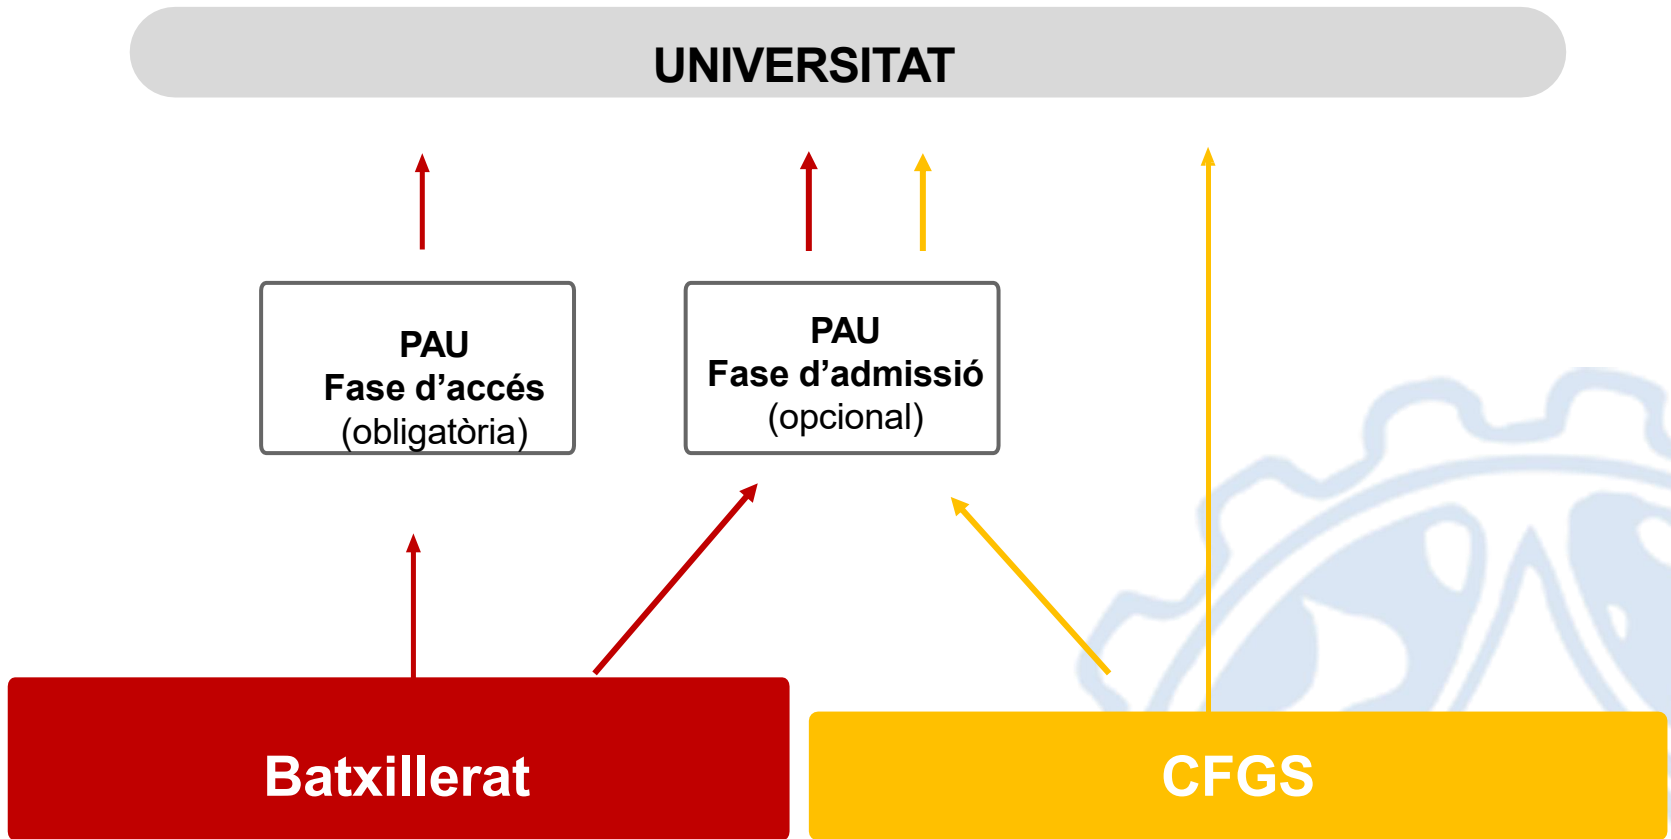 UNIVERSITAT
PAU
Fase d’accés
(obligatòria)
PAU
Fase d’admissió
(opcional)
Batxillerat
CFGS